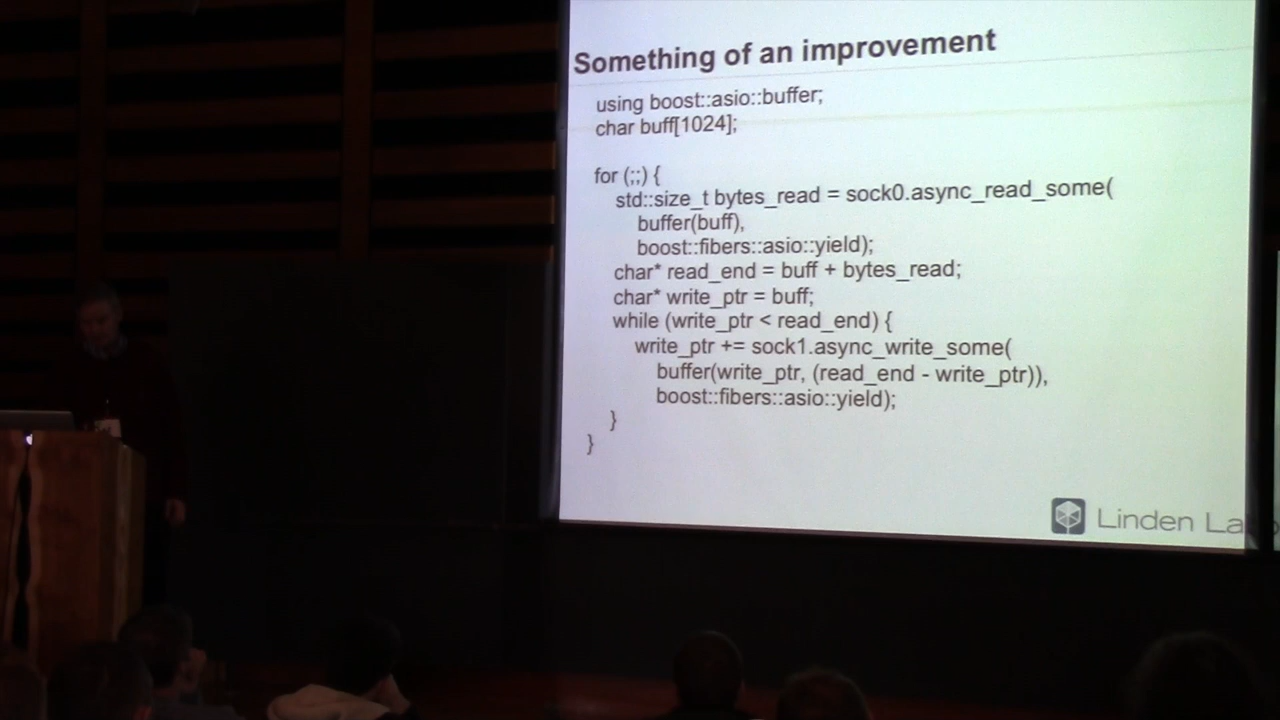 Something of an improvement
using boost::asio::buffer;
char buff[1024];
for (;;) {
std::size_t bytes_read = sock0.async_read_some(
buffer(buff),
boost::fibers::asio::yield);
char* read_end = buff + bytes_read;
char* write_ptr = buff;
while (write_ptr < read_end) {
write_ptr += sock1.async_write_some(
buffer(write_ptr, (read_end - write_ptr)),
boost::fibers::asio::yield);
}
}
Linden Lab